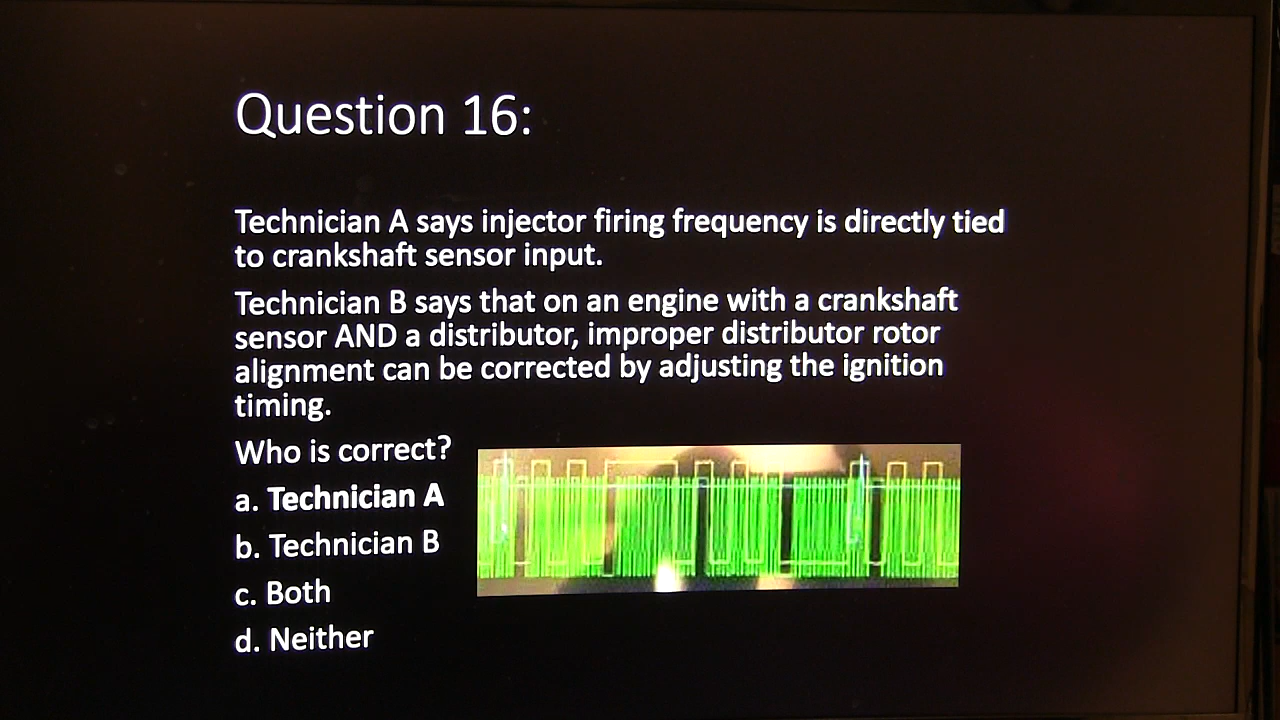 Question 16:
Technician A says injector firing frequency is directly tied
to crankshaft sensor input.
Technician B says that on an engine with a crankshaft
sensor AND a distributor, improper distributor rotor
alignment can be corrected by adjusting the ignition
timing.
Who is correct?
a. Technician A
b. Technician B
c. Both
d. Neither